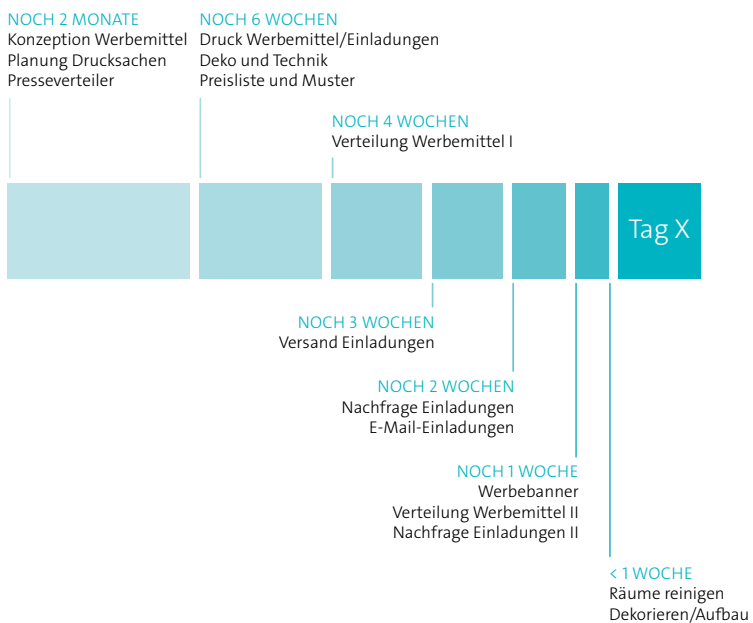 NOCH 2 MONATE
Konzeption Werbemittel
Planung Drucksachen
Presseverteiler
NOCH 6 WOCHEN
Druck Werbemittel/Einladungen
Deko und Technik
Preisliste und Muster
NOCH 4 WOCHEN
Verteilung Werbemittel I
Tag X
NOCH 3 WOCHEN
Versand Einladungen
NOCH 2 WOCHEN
Nachfrage Einladungen
E-Mail-Einladungen
NOCH 1 WOCHE
Werbebanner
Verteilung Werbemittel II
Nachfrage Einladungen II
< 1 WOCHE
Räume reinigen
Dekorieren/Aufbau